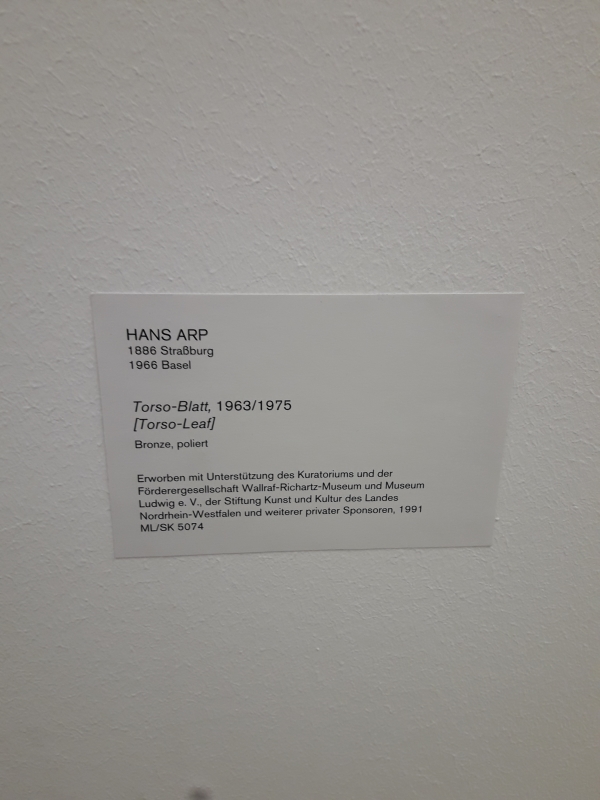 HANS ARP
1886 Straßburg
1966 Basel
Torso-Blatt, 1963/1975
[Torso-Leaf]
Bronze, poliert
Erworben mit Unterstützung des Kuratoriums und der
Förderergesellschaft Wallraf-Richartz-Museum und Museum
Ludwig e. V., der Stiftung Kunst und Kultur des Landes
Nordrhein-Westfalen und weiterer privater Sponsoren, 1991
ML/SK 5074